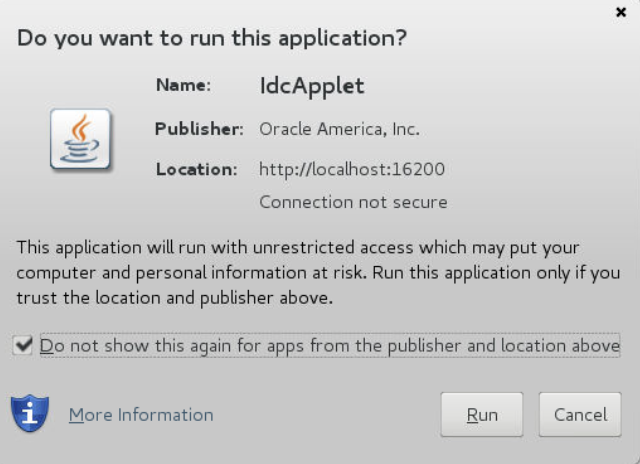 Do you want to run this application?
Name: IdcApplet
Publisher: Oracle America, Inc.
Location: http://localhost:16200
Connection not secure
This application will run with unrestricted access which may put your
computer and personal information at risk. Run this application only if you
trust the location and publisher above.
Do not show this again for apps from the publisher and location above
More Information Run Cancel